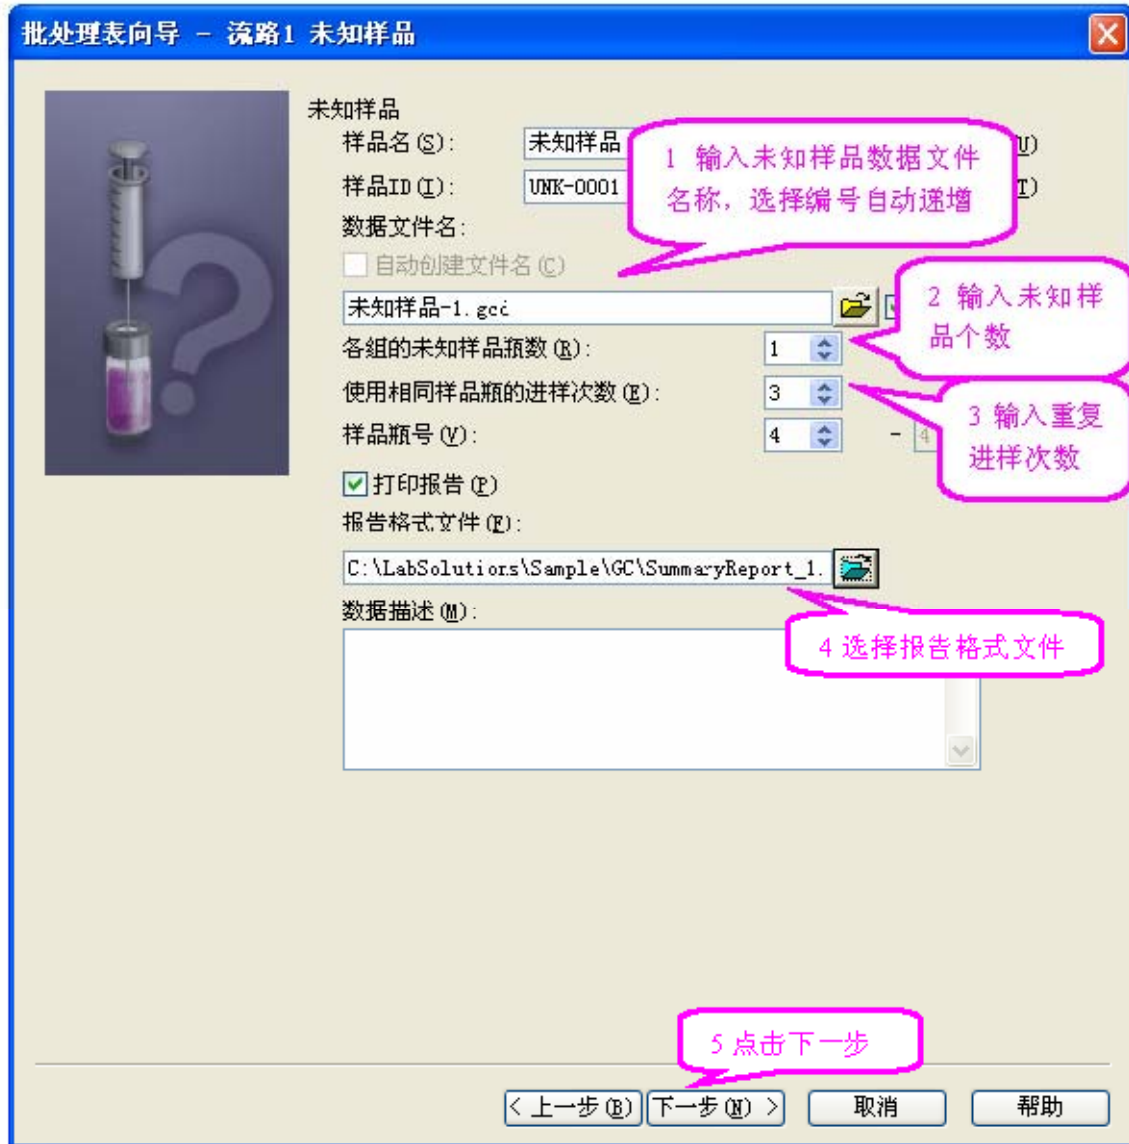 批处理表向导 - 流路1 未知样品
未知样品
样品名(S): 未知样品 U)
1 输入未知样品数据文件
名称，选择编号自动递增
样品ID(I): UNK-0001 T)
数据文件名:
自动创建文件名(C)
未知样品-1.gcd
2 输入未知样
品个数
各组的未知样品瓶数(R): 1
使用相同样品瓶的进样次数(E): 3
3 输入重复
进样次数
样品瓶号(V): 4 - 4
打印报告(P)
报告格式文件(F):
C:\LabSolutions\Sample\GC\SummaryReport_1.
4 选择报告格式文件
数据描述(M):
5 点击下一步
< 上一步(B) 下一步(N) > 取消 帮助